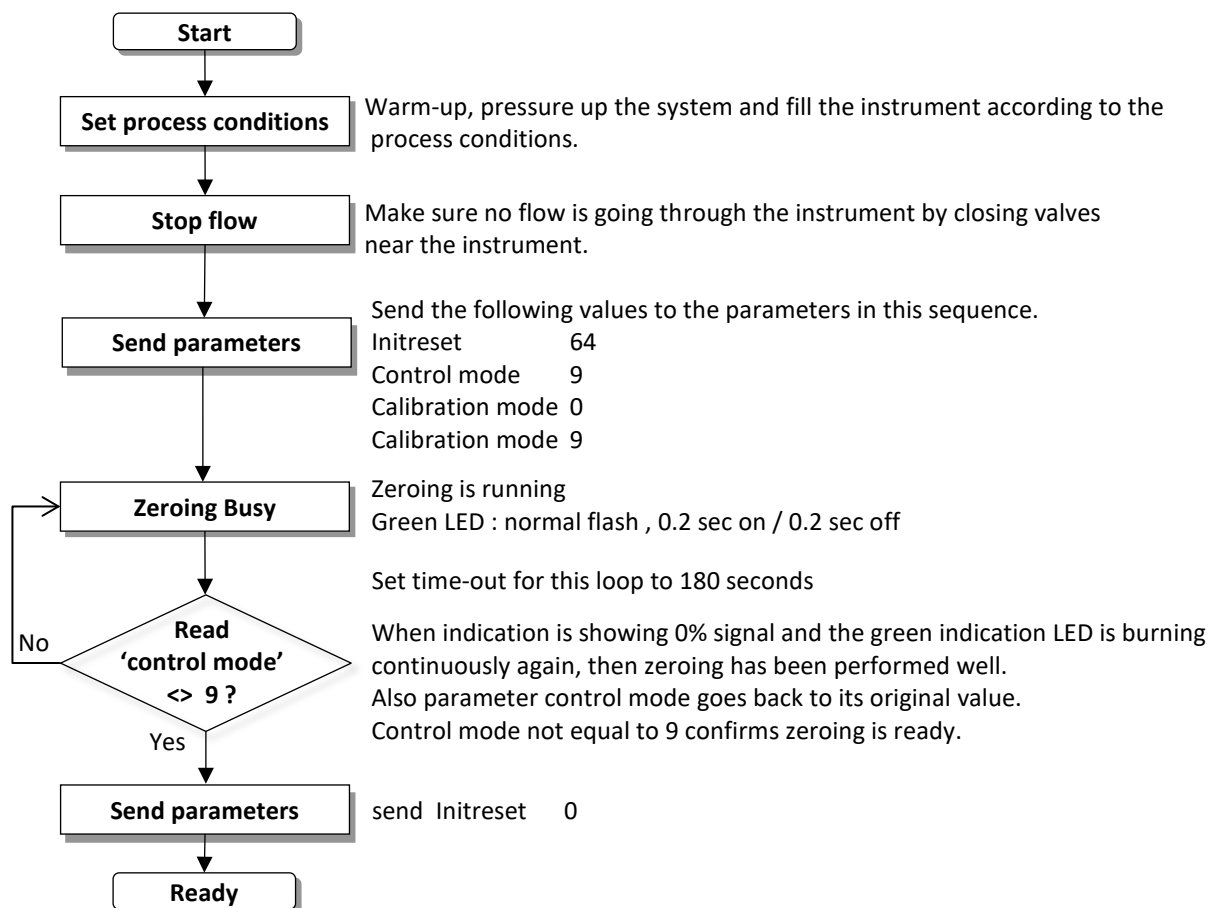 Start
Set process conditions
Warm-up, pressure up the system and fill the instrument according to the
process conditions.
Stop flow
Make sure no flow is going through the instrument by closing valves
near the instrument.
Send parameters
Send the following values to the parameters in this sequence.
Initreset 64
Control mode 9
Calibration mode 0
Calibration mode 9
Zeroing Busy
Zeroing is running
Green LED : normal flash , 0.2 sec on / 0.2 sec off
Set time-out for this loop to 180 seconds
No
Read
‘control mode’
<> 9 ?
When indication is showing 0% signal and the green indication LED is burning
continuously again, then zeroing has been performed well.
Also parameter control mode goes back to its original value.
Control mode not equal to 9 confirms zeroing is ready.
Yes
Send parameters
send Initreset 0
Ready